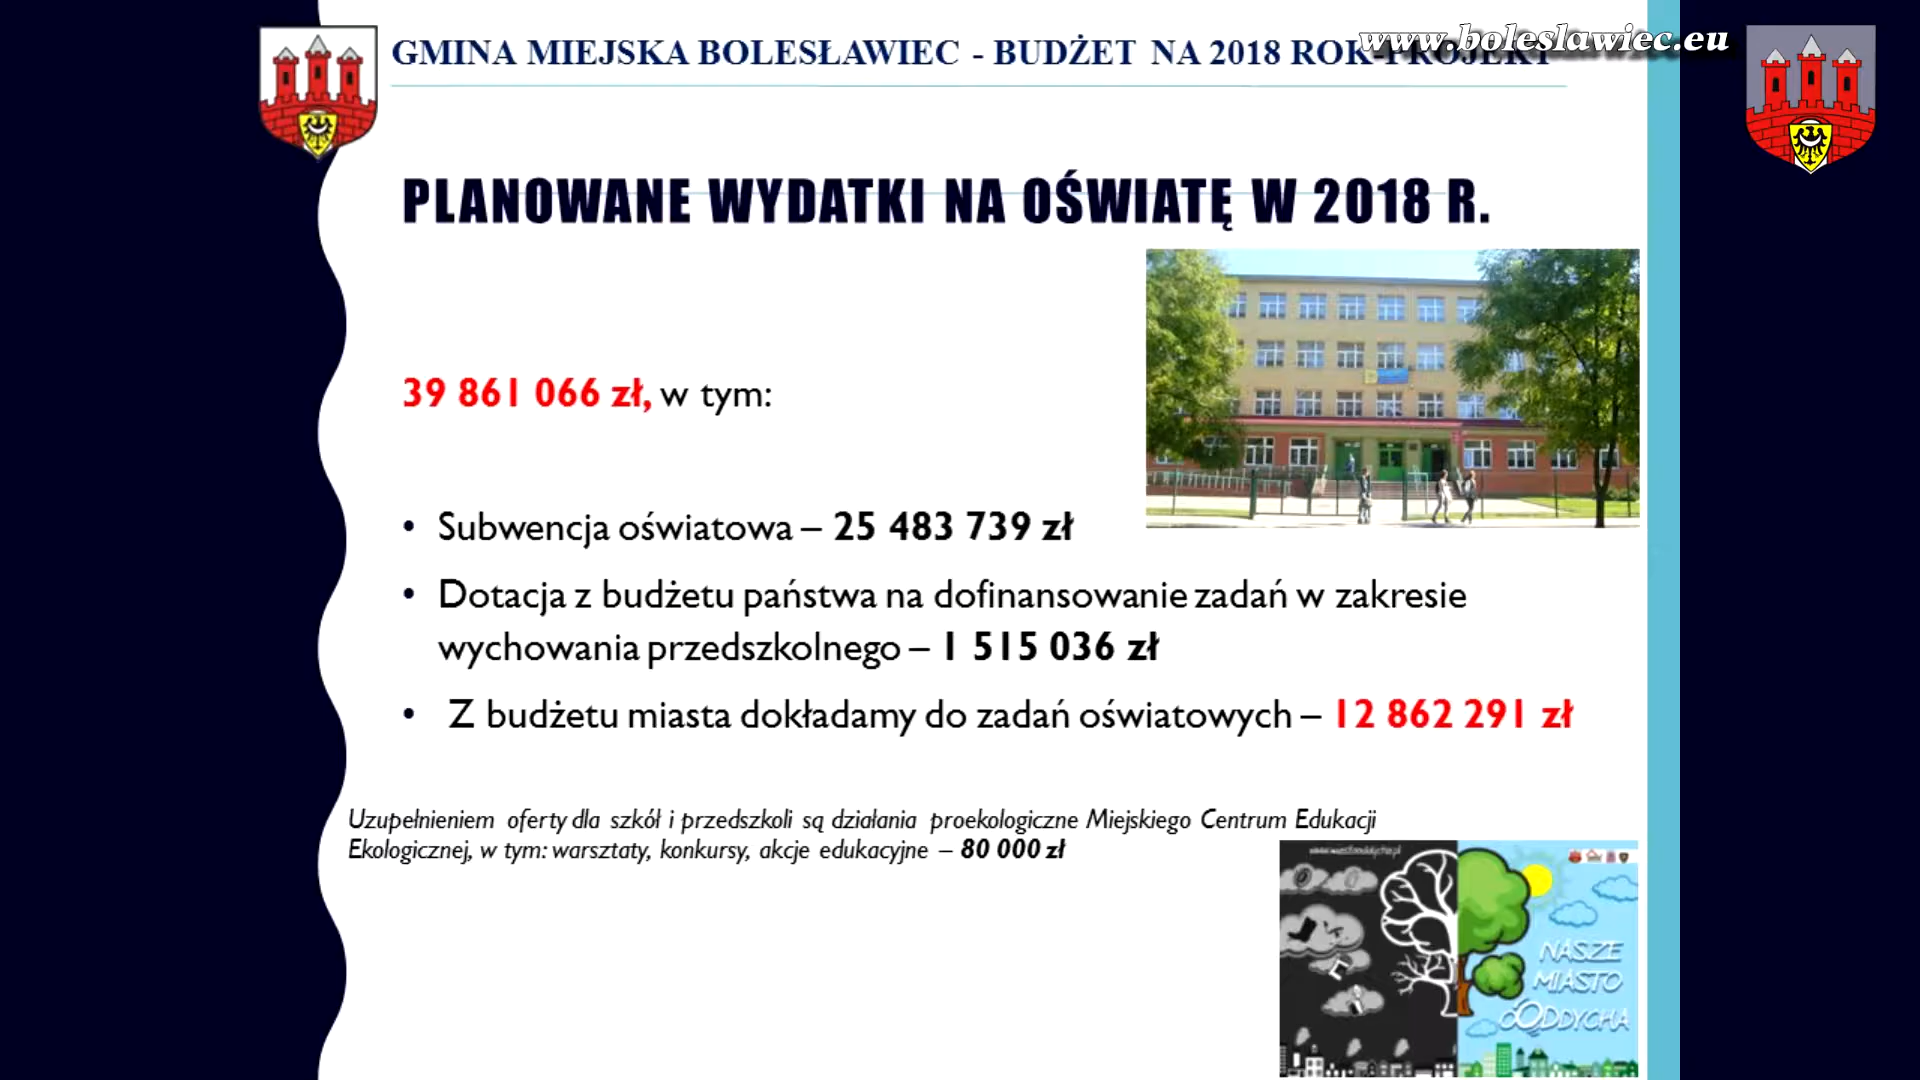 GMINA MIEJSKA BOLESŁAWIEC - BUDŻET NA 2018 ROK-PROJEKT
www.boleslawiec.eu
PLANOWANE WYDATKI NA OŚWIATĘ W 2018 R.
39 861 066 zł, w tym:
• Subwencja oświatowa – 25 483 739 zł
• Dotacja z budżetu państwa na dofinansowanie zadań w zakresie
wychowania przedszkolnego – 1 515 036 zł
• Z budżetu miasta dokładamy do zadań oświatowych – 12 862 291 zł
Uzupełnieniem oferty dla szkół i przedszkoli są działania proekologiczne Miejskiego Centrum Edukacji
Ekologicznej, w tym: warsztaty, konkursy, akcje edukacyjne – 80 000 zł
NASZE
MIASTO
ODDYCHA